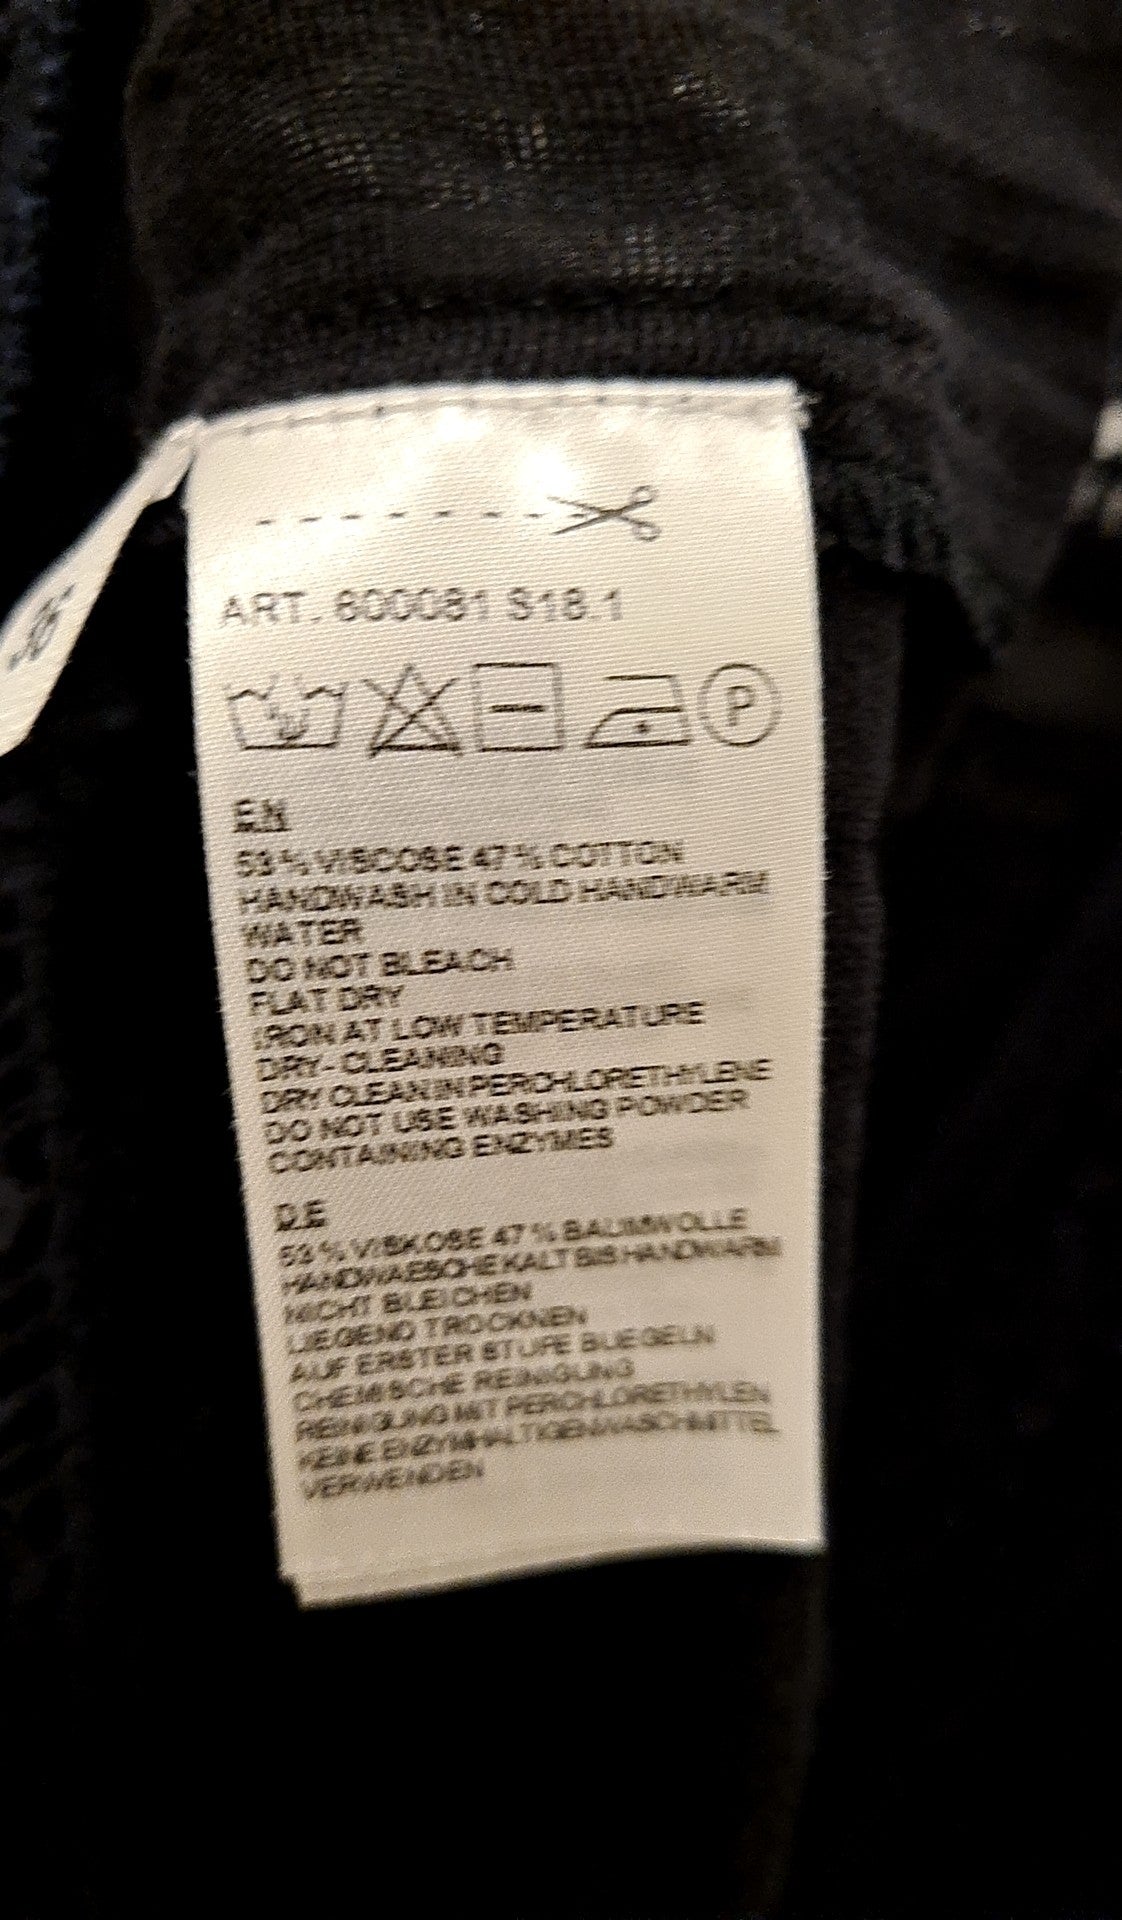 36
ART. 600081 S18.1
P
EN
53 % VISCOSE 47 % COTTON
HANDWASH IN COLD HANDWARM
WATER
DO NOT BLEACH
FLAT DRY
IRON AT LOW TEMPERATURE
DRY- CLEANING
DRY CLEAN IN PERCHLORETHYLENE
DO NOT USE WASHING POWDER
CONTAINING ENZYMES
DE
53 % VISKOSE 47 % BAUMWOLLE
HANDWAESCHE KALT BIS HANDWARM
NICHT BLEICHEN
LIEGEND TROCKNEN
AUF ERSTER STUFE BUEGELN
CHEMISCHE REINIGUNG
REINIGUNG MIT PERCHLORETHYLEN
KEINE ENZYMHALTIGEN WASCHMITTEL
VERWENDEN